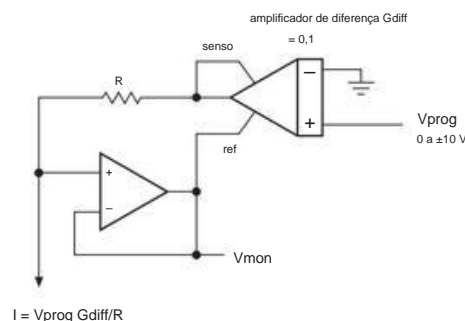 amplificador de diferença Gdiff
= 0,1
senso
R
−
+
Vprog
0 a ±10 V
ref
+
−
Vmon
I = Vprog Gdiff/R